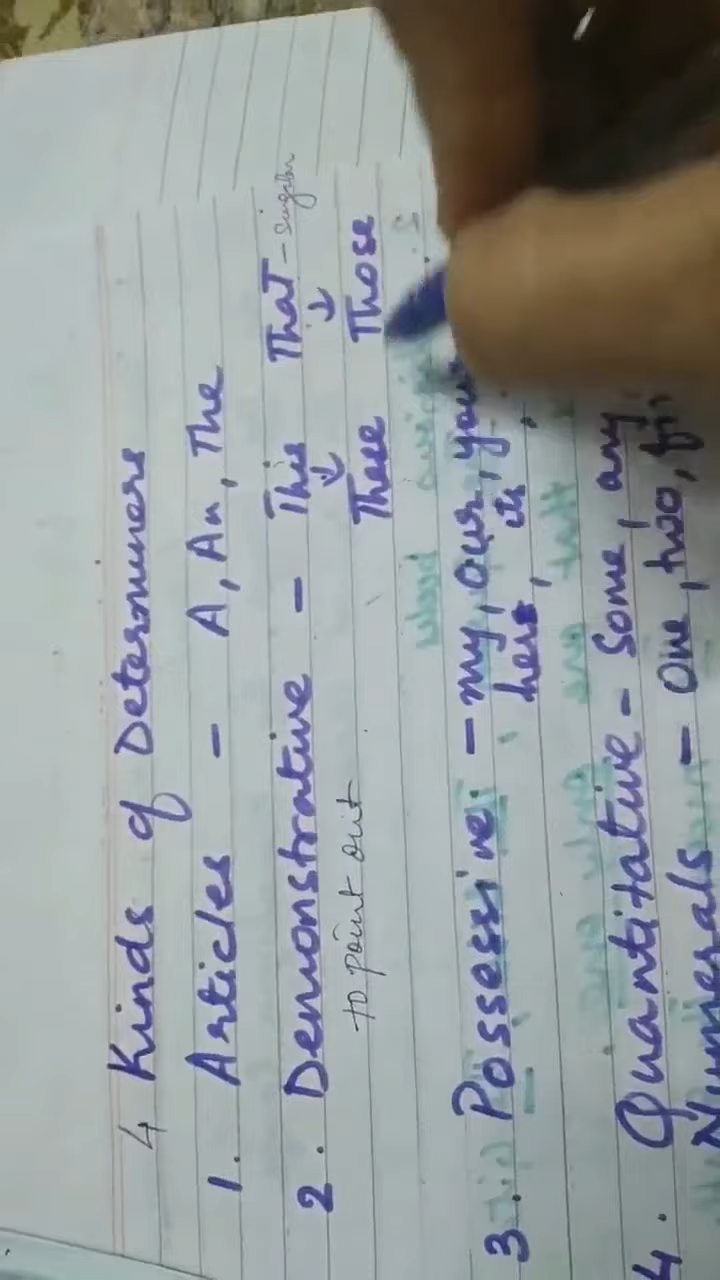 4 Kinds of Determiners
1. Articles - A, An, The
2. Demonstrative - This That - singular
↓ ↓
to point out These Those
3. Possessive. - my, our, your
her, its,
4. Quantitative - Some, any
Numerals - One, two,